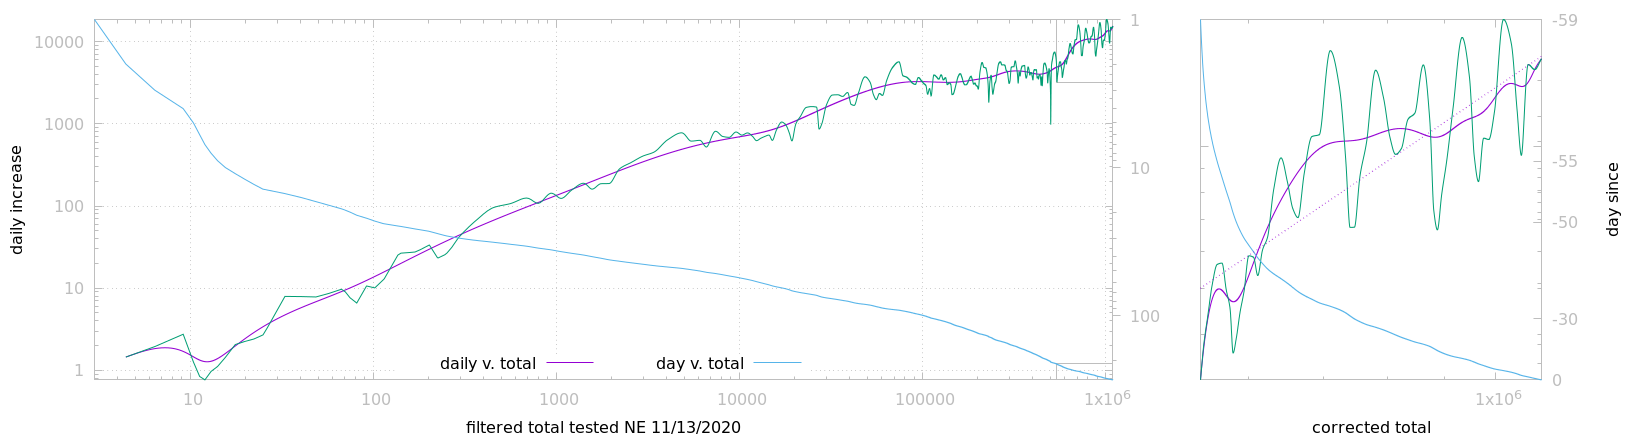 10000
1000
100
10
1
daily increase
10
100
1000
10000
100000
1x10^6
1
10
100
daily v. total
day v. total
filtered total tested NE 11/13/2020
-59
-55
-50
-30
0
day since
1x10^6
corrected total